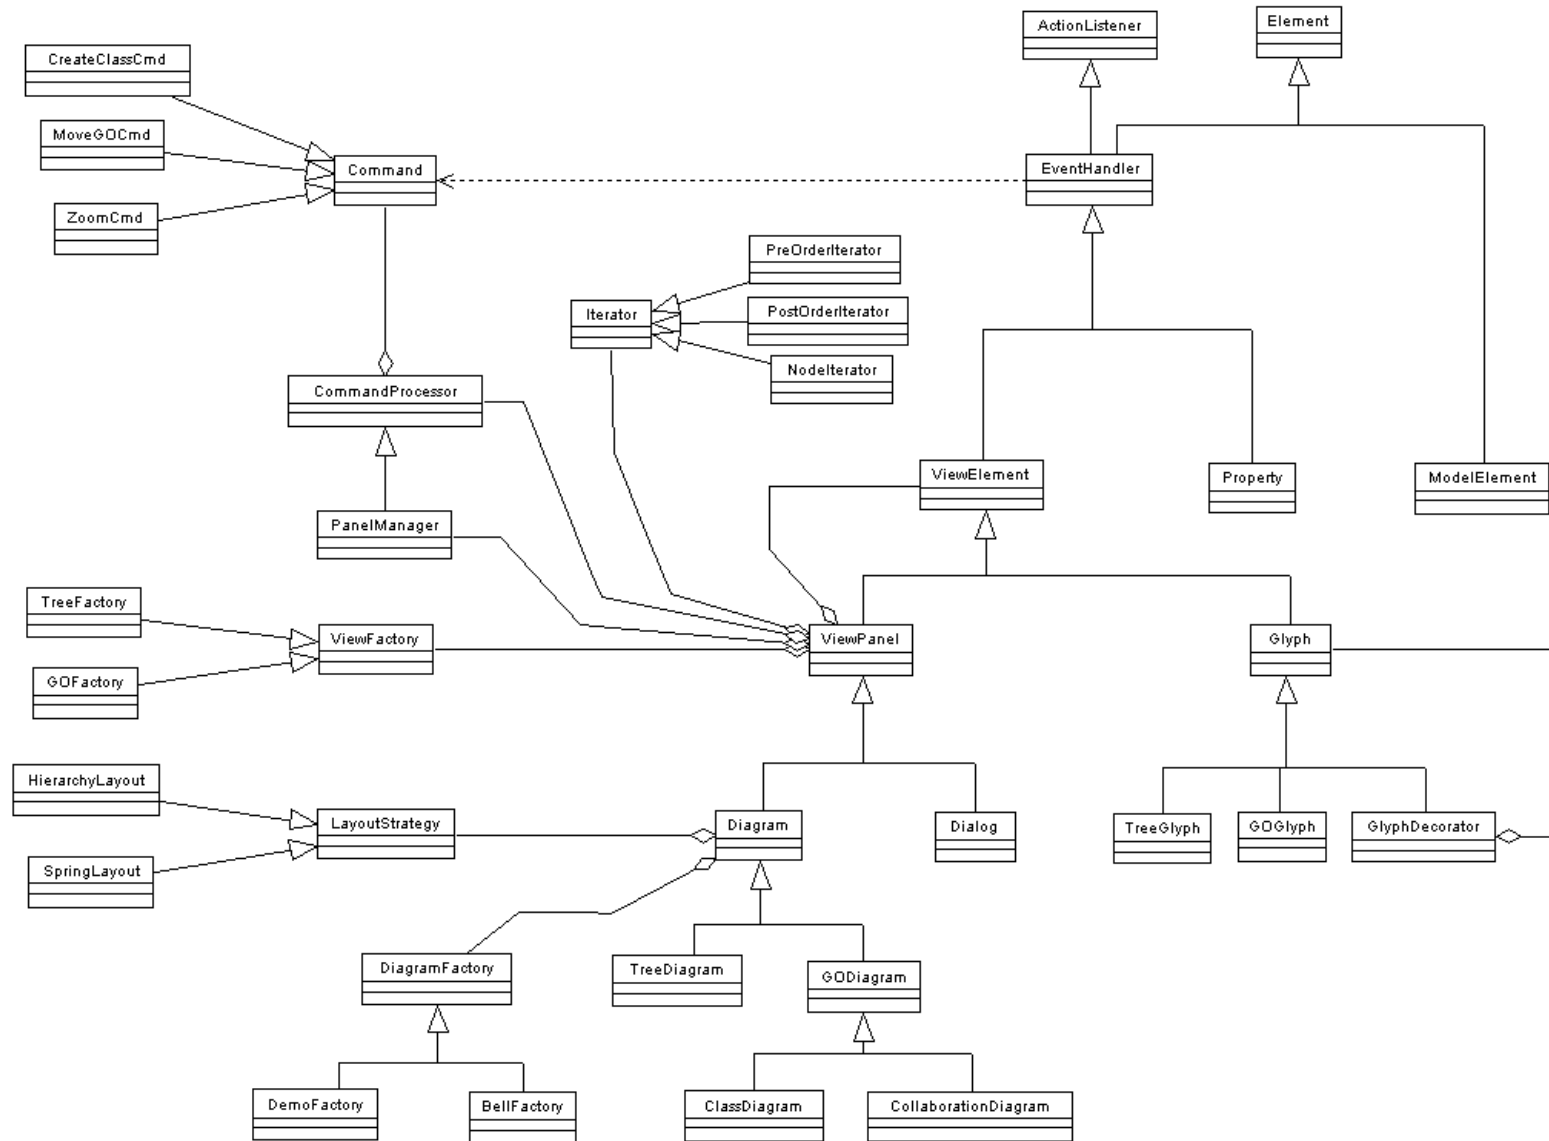 Element
ActionListener
CreateClassCmd
MoveGOCmd
Command
EventHandler
ZoomCmd
PreOrderIterator
Iterator
PostOrderIterator
NodeIterator
CommandProcessor
ViewElement
Property
ModelElement
PanelManager
TreeFactory
ViewFactory
ViewPanel
Glyph
GOFactory
HierarchyLayout
LayoutStrategy
Diagram
Dialog
TreeGlyph
GOGlyph
GlyphDecorator
SpringLayout
DiagramFactory
TreeDiagram
GODiagram
DemoFactory
BellFactory
ClassDiagram
CollaborationDiagram